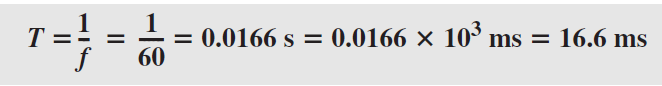 T = 1/f = 1/60 = 0.0166 s = 0.0166 × 10³ ms = 16.6 ms